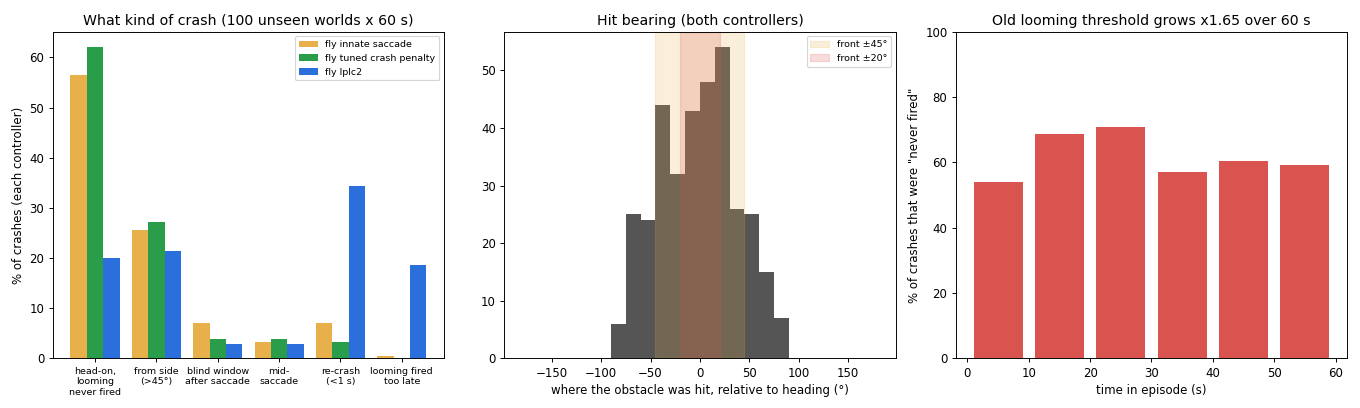 What kind of crash (100 unseen worlds x 60 s)
% of crashes (each controller)
60
50
40
30
20
10
0
fly innate saccade
fly tuned crash penalty
fly lplc2
head-on,
looming
never fired
from side
(>45°)
blind window
after saccade
mid-
saccade
re-crash
(<1 s)
looming fired
too late
Hit bearing (both controllers)
50
40
30
20
10
0
front ±45°
front ±20°
−150 −100 −50 0 50 100 150
where the obstacle was hit, relative to heading (°)
Old looming threshold grows x1.65 over 60 s
% of crashes that were "never fired"
100
80
60
40
20
0
0 10 20 30 40 50 60
time in episode (s)